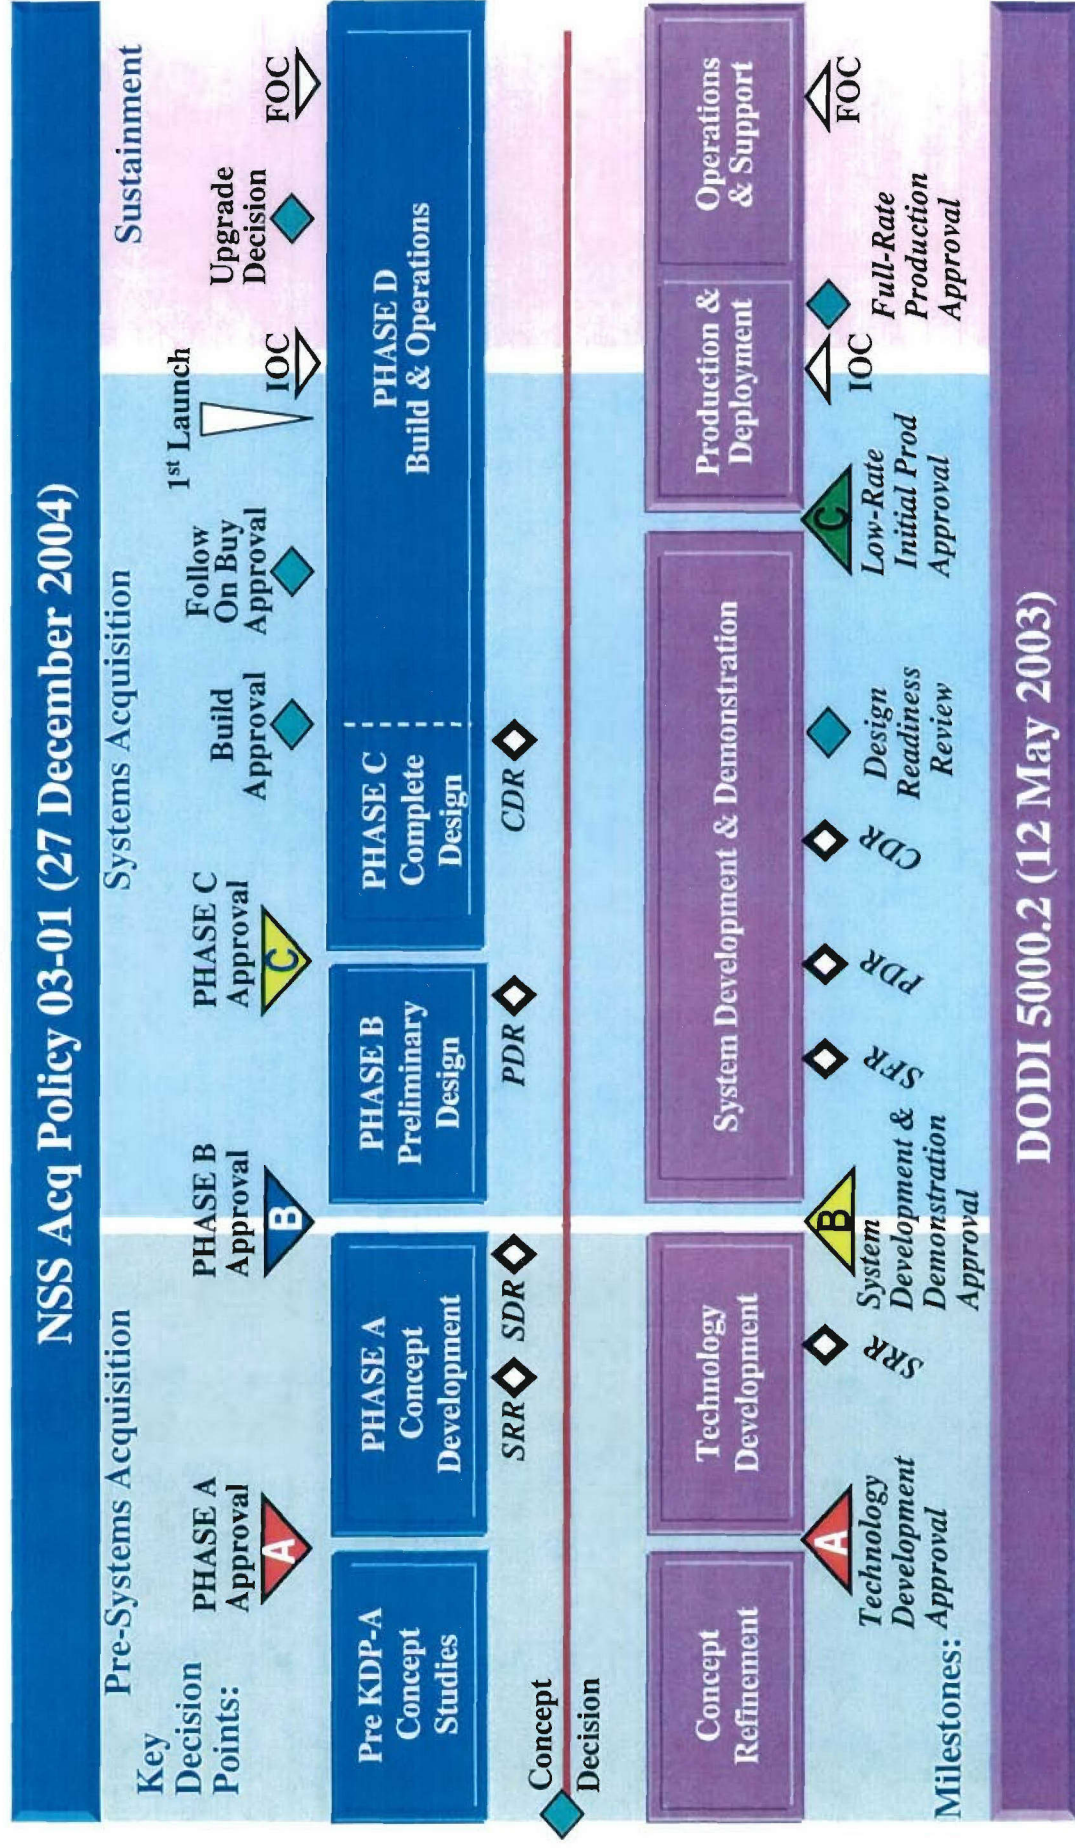 NSS Acq Policy 03-01 (27 December 2004)
Pre-Systems Acquisition
Systems Acquisition
Sustainment
Key
Decision
Points:
PHASE A
Approval
A
PHASE B
Approval
B
PHASE C
Approval
C
Build
Approval
Follow
On Buy
Approval
1st Launch
IOC
Upgrade
Decision
FOC
Pre KDP-A
Concept
Studies
PHASE A
Concept
Development
PHASE B
Preliminary
Design
PHASE C
Complete
Design
PHASE D
Build & Operations
SRR
SDR
PDR
CDR
Concept
Decision
Concept
Refinement
Technology
Development
System Development & Demonstration
Production &
Deployment
Operations
& Support
Milestones:
A
Technology
Development
Approval
SRR
B
System
Development &
Demonstration
Approval
SFR
PDR
CDR
Design
Readiness
Review
C
Low-Rate
Initial Prod
Approval
IOC
Full-Rate
Production
Approval
FOC
DODI 5000.2 (12 May 2003)